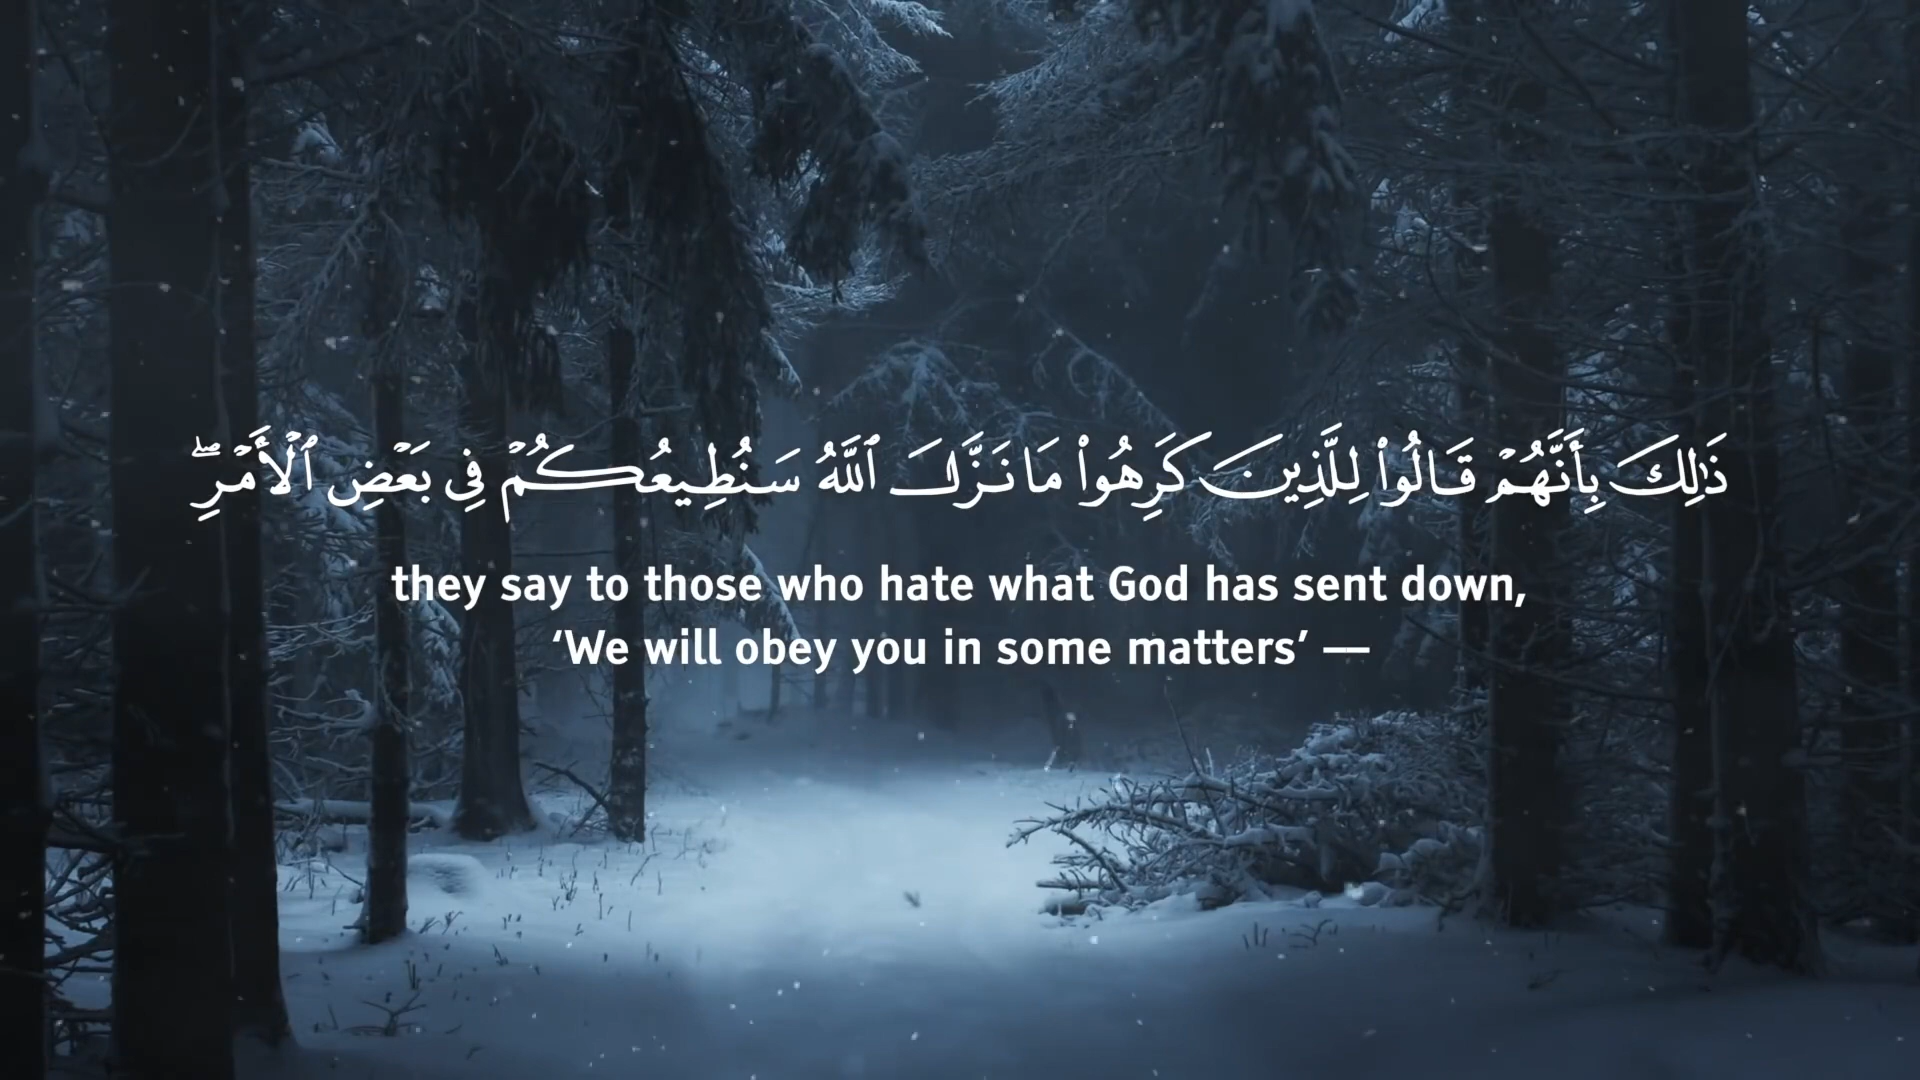 ذَٰلِكَ بِأَنَّهُمۡ قَالُواْ لِلَّذِينَ كَرِهُواْ مَا نَزَّلَ ٱللَّهُ سَنُطِيعُكُمۡ فِي بَعۡضِ ٱلۡأَمۡرِۖ
they say to those who hate what God has sent down,
‘We will obey you in some matters’ —